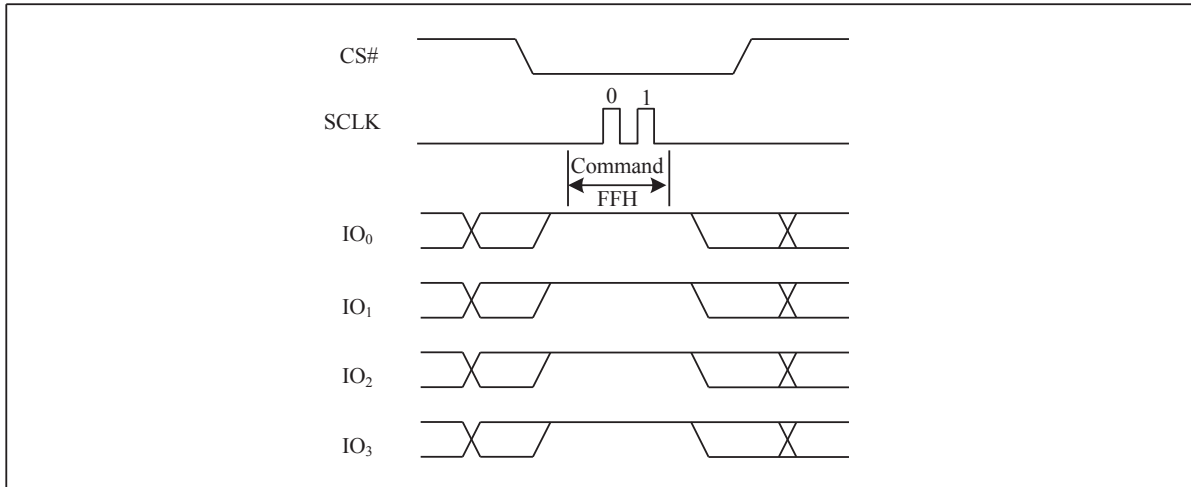 CS#
0 1
SCLK
Command
FFH
IO0
IO1
IO2
IO3